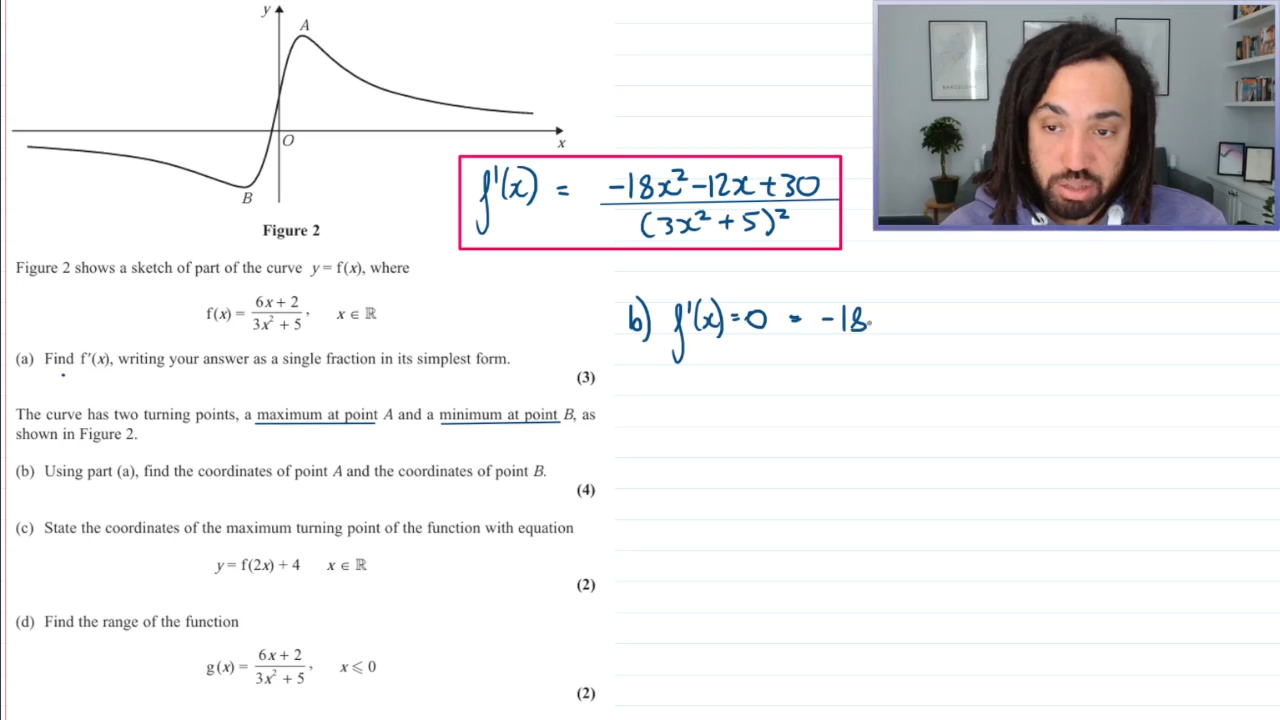 y
A
O
x
B
Figure 2
f'(x) = -18x² -12x + 30
(3x² + 5)²
Figure 2 shows a sketch of part of the curve y = f(x), where
f(x) = 6x + 2 / 3x² + 5 , x ∈ ℝ
b) f'(x) = 0 = -18
(a) Find f′(x), writing your answer as a single fraction in its simplest form.
(3)
The curve has two turning points, a maximum at point A and a minimum at point B, as
shown in Figure 2.
(b) Using part (a), find the coordinates of point A and the coordinates of point B.
(4)
(c) State the coordinates of the maximum turning point of the function with equation
y = f(2x) + 4 x ∈ ℝ
(2)
(d) Find the range of the function
g(x) = 6x + 2 / 3x² + 5 , x ⩽ 0
(2)
BARCELONA